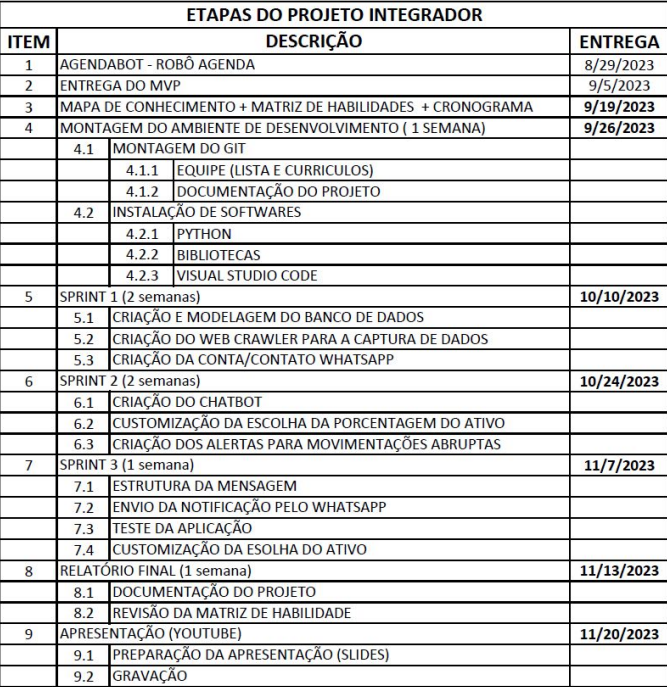 ETAPAS DO PROJETO INTEGRADOR
ITEM DESCRIÇÃO ENTREGA
1 AGENDABOT - ROBÔ AGENDA 8/29/2023
2 ENTREGA DO MVP 9/5/2023
3 MAPA DE CONHECIMENTO + MATRIZ DE HABILIDADES + CRONOGRAMA 9/19/2023
4 MONTAGEM DO AMBIENTE DE DESENVOLVIMENTO ( 1 SEMANA) 9/26/2023
4.1 MONTAGEM DO GIT
4.1.1 EQUIPE (LISTA E CURRICULOS)
4.1.2 DOCUMENTAÇÃO DO PROJETO
4.2 INSTALAÇÃO DE SOFTWARES
4.2.1 PYTHON
4.2.2 BIBLIOTECAS
4.2.3 VISUAL STUDIO CODE
5 SPRINT 1 (2 semanas) 10/10/2023
5.1 CRIAÇÃO E MODELAGEM DO BANCO DE DADOS
5.2 CRIAÇÃO DO WEB CRAWLER PARA A CAPTURA DE DADOS
5.3 CRIAÇÃO DA CONTA/CONTATO WHATSAPP
6 SPRINT 2 (2 semanas) 10/24/2023
6.1 CRIAÇÃO DO CHATBOT
6.2 CUSTOMIZAÇÃO DA ESCOLHA DA PORCENTAGEM DO ATIVO
6.3 CRIAÇÃO DOS ALERTAS PARA MOVIMENTAÇÕES ABRUPTAS
7 SPRINT 3 (1 semana) 11/7/2023
7.1 ESTRUTURA DA MENSAGEM
7.2 ENVIO DA NOTIFICAÇÃO PELO WHATSAPP
7.3 TESTE DA APLICAÇÃO
7.4 CUSTOMIZAÇÃO DA ESOLHA DO ATIVO
8 RELATÓRIO FINAL (1 semana) 11/13/2023
8.1 DOCUMENTAÇÃO DO PROJETO
8.2 REVISÃO DA MATRIZ DE HABILIDADE
9 APRESENTAÇÃO (YOUTUBE) 11/20/2023
9.1 PREPARAÇÃO DA APRESENTAÇÃO (SLIDES)
9.2 GRAVAÇÃO